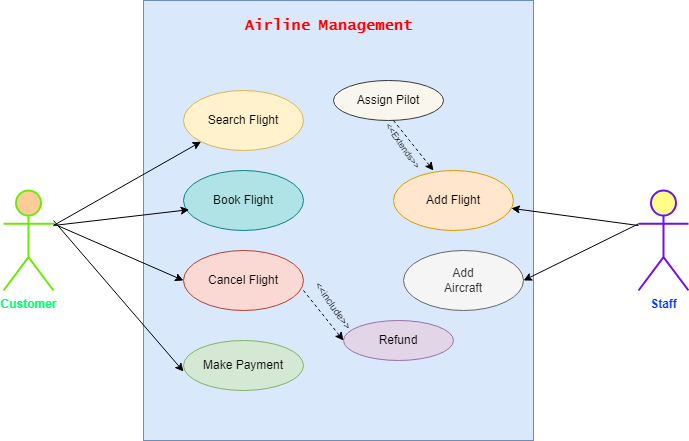 Airline Management
Search Flight
Assign Pilot
<<Extends>>
Book Flight
Add Flight
Cancel Flight
Add
Aircraft
<<include>>
Customer
Staff
Refund
Make Payment